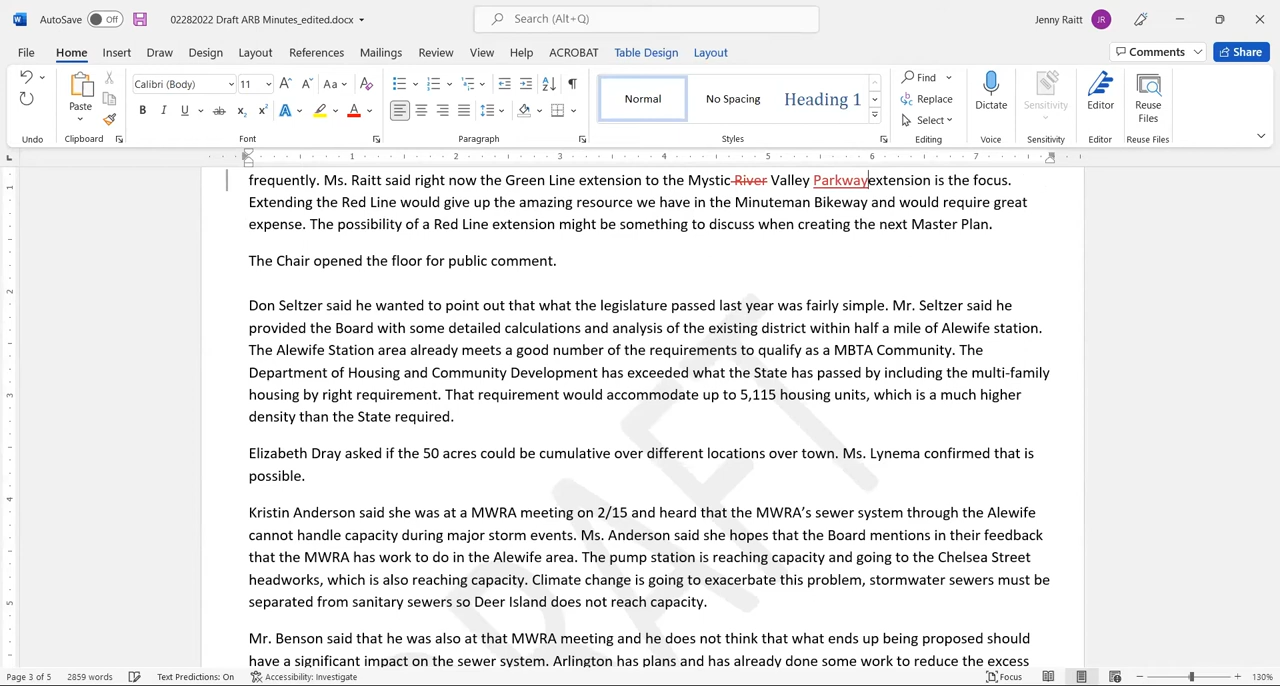 AutoSave Off 02282022 Draft ARB Minutes_edited.docx Search (Alt+Q) Jenny Raitt JR
File Home Insert Draw Design Layout References Mailings Review View Help ACROBAT Table Design Layout Comments Share
Calibri (Body) 11 Find
Paste Normal No Spacing Heading 1 Replace Dictate Sensitivity Editor Reuse Files
Select
Undo Clipboard Font Paragraph Styles Editing Voice Sensitivity Editor Reuse Files
1 2 3 4 5 6 7
frequently. Ms. Raitt said right now the Green Line extension to the Mystic River Valley Parkwayextension is the focus.
Extending the Red Line would give up the amazing resource we have in the Minuteman Bikeway and would require great
expense. The possibility of a Red Line extension might be something to discuss when creating the next Master Plan.
The Chair opened the floor for public comment.
Don Seltzer said he wanted to point out that what the legislature passed last year was fairly simple. Mr. Seltzer said he
provided the Board with some detailed calculations and analysis of the existing district within half a mile of Alewife station.
The Alewife Station area already meets a good number of the requirements to qualify as a MBTA Community. The
Department of Housing and Community Development has exceeded what the State has passed by including the multi-family
housing by right requirement. That requirement would accommodate up to 5,115 housing units, which is a much higher
density than the State required.
Elizabeth Dray asked if the 50 acres could be cumulative over different locations over town. Ms. Lynema confirmed that is
possible.
Kristin Anderson said she was at a MWRA meeting on 2/15 and heard that the MWRA’s sewer system through the Alewife
cannot handle capacity during major storm events. Ms. Anderson said she hopes that the Board mentions in their feedback
that the MWRA has work to do in the Alewife area. The pump station is reaching capacity and going to the Chelsea Street
headworks, which is also reaching capacity. Climate change is going to exacerbate this problem, stormwater sewers must be
separated from sanitary sewers so Deer Island does not reach capacity.
Mr. Benson said that he was also at that MWRA meeting and he does not think that what ends up being proposed should
have a significant impact on the sewer system. Arlington has plans and has already done some work to reduce the excess
DRAFT
Page 3 of 5 2859 words Text Predictions: On Accessibility: Investigate Focus 130%